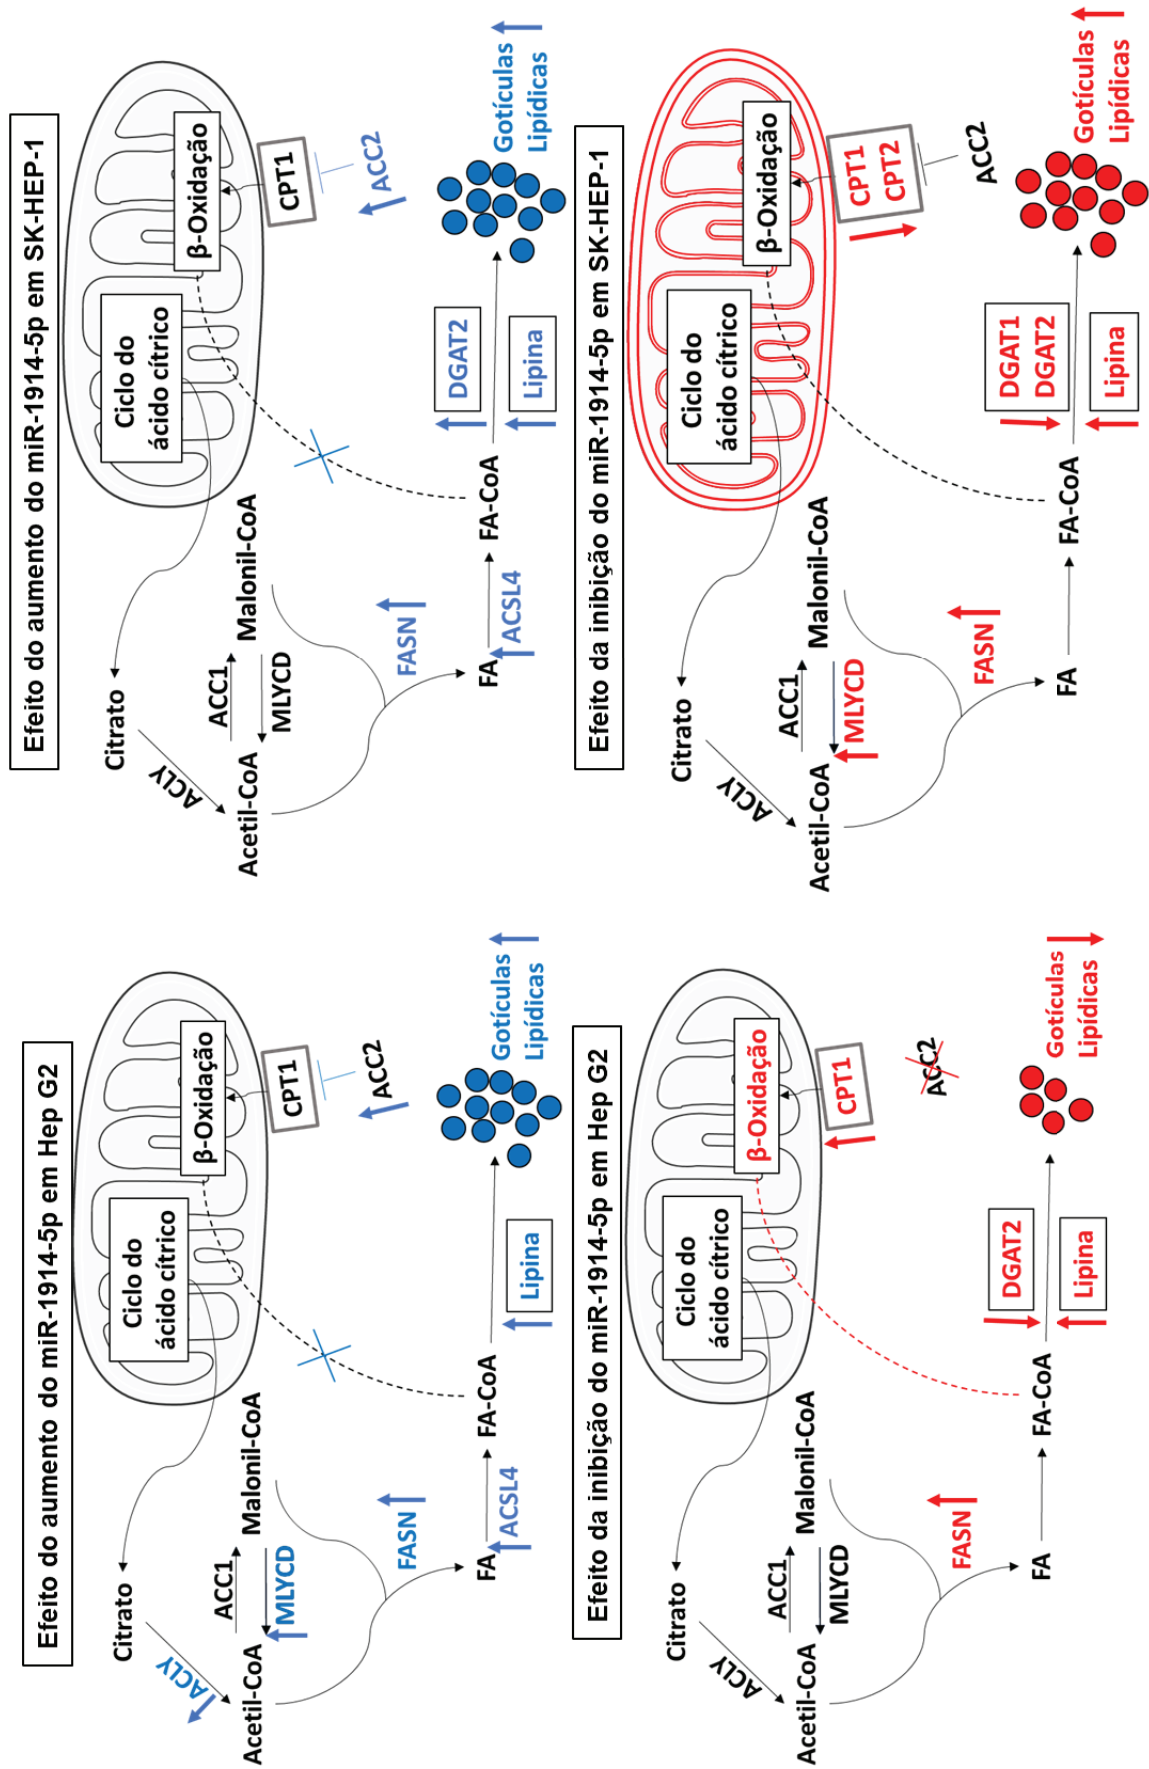 Efeito do aumento do miR-1914-5p em Hep G2
Ciclo do
ácido cítrico
β-Oxidação
CPT1
ACC2
Citrato
ACLY
Acetil-CoA
ACC1
MLYCD
Malonil-CoA
FASN
FA
ACSL4
FA-CoA
Lipina
Gotículas
Lipídicas
Efeito do aumento do miR-1914-5p em SK-HEP-1
Ciclo do
ácido cítrico
β-Oxidação
CPT1
ACC2
Citrato
ACLY
Acetil-CoA
ACC1
MLYCD
Malonil-CoA
FASN
FA
ACSL4
FA-CoA
DGAT2
Lipina
Gotículas
Lipídicas
Efeito da inibição do miR-1914-5p em Hep G2
Ciclo do
ácido cítrico
β-Oxidação
CPT1
ACC2
Citrato
ACLY
Acetil-CoA
ACC1
MLYCD
Malonil-CoA
FASN
FA
FA-CoA
DGAT2
Lipina
Gotículas
Lipídicas
Efeito da inibição do miR-1914-5p em SK-HEP-1
Ciclo do
ácido cítrico
β-Oxidação
CPT1
CPT2
ACC2
Citrato
ACLY
Acetil-CoA
ACC1
MLYCD
Malonil-CoA
FASN
FA
FA-CoA
DGAT1
DGAT2
Lipina
Gotículas
Lipídicas